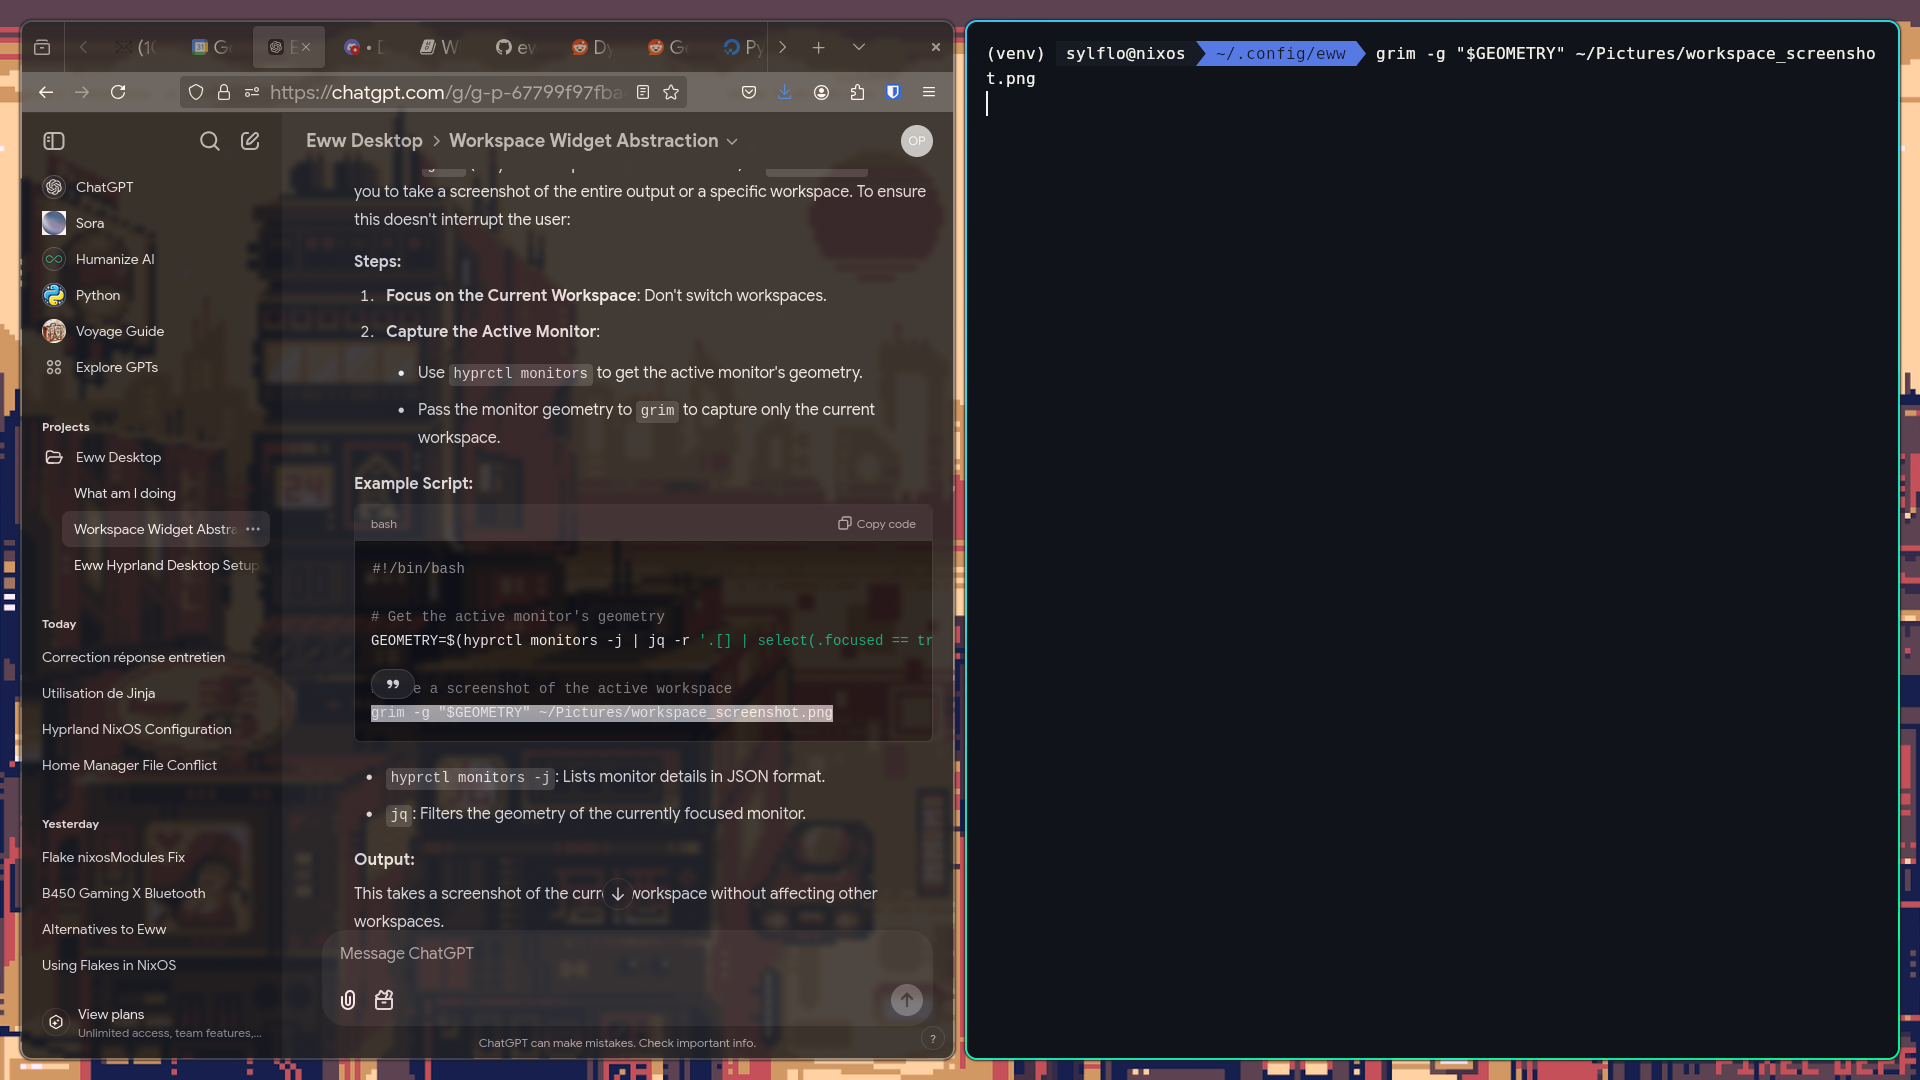 (1(
G
E
D
W
ew
Dy
Ge
Py
https://chatgpt.com/g/g-p-67799f97fba
ChatGPT
Sora
Humanize AI
Python
Voyage Guide
Explore GPTs
Projects
Eww Desktop
What am I doing
Workspace Widget Abstra
Eww Hyprland Desktop Setup
Today
Correction réponse entretien
Utilisation de Jinja
Hyprland NixOS Configuration
Home Manager File Conflict
Yesterday
Flake nixosModules Fix
B450 Gaming X Bluetooth
Alternatives to Eww
Using Flakes in NixOS
View plans
Unlimited access, team features,...
Eww Desktop > Workspace Widget Abstraction
OP
you to take a screenshot of the entire output or a specific workspace. To ensure
this doesn't interrupt the user:
Steps:
1. Focus on the Current Workspace: Don't switch workspaces.
2. Capture the Active Monitor:
• Use hyprctl monitors to get the active monitor's geometry.
• Pass the monitor geometry to grim to capture only the current
workspace.
Example Script:
bash
Copy code
#!/bin/bash
# Get the active monitor's geometry
GEOMETRY=$(hyprctl monitors -j | jq -r '.[] | select(.focused == tr
e a screenshot of the active workspace
grim -g "$GEOMETRY" ~/Pictures/workspace_screenshot.png
• hyprctl monitors -j: Lists monitor details in JSON format.
• jq: Filters the geometry of the currently focused monitor.
Output:
This takes a screenshot of the curr workspace without affecting other
workspaces.
Message ChatGPT
ChatGPT can make mistakes. Check important info.
?
(venv) sylflo@nixos ~/.config/eww grim -g "$GEOMETRY" ~/Pictures/workspace_screensho
t.png